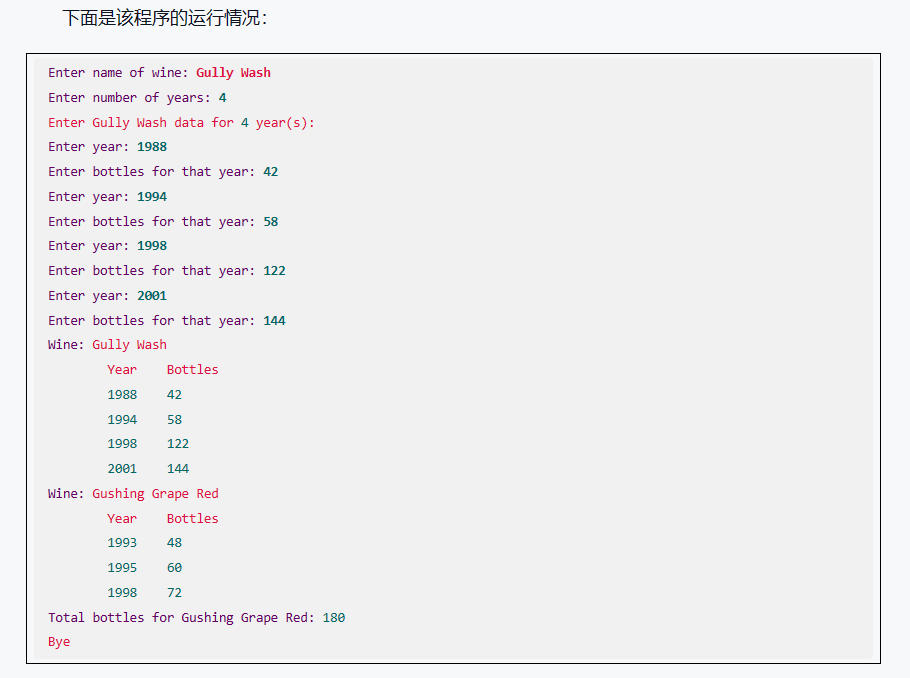 下面是该程序的运行情况：
Enter name of wine: Gully Wash
Enter number of years: 4
Enter Gully Wash data for 4 year(s):
Enter year: 1988
Enter bottles for that year: 42
Enter year: 1994
Enter bottles for that year: 58
Enter year: 1998
Enter bottles for that year: 122
Enter year: 2001
Enter bottles for that year: 144
Wine: Gully Wash
Year Bottles
1988 42
1994 58
1998 122
2001 144
Wine: Gushing Grape Red
Year Bottles
1993 48
1995 60
1998 72
Total bottles for Gushing Grape Red: 180
Bye